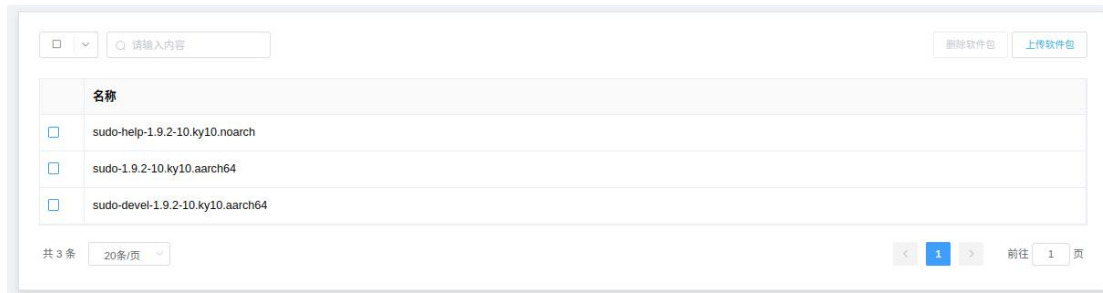 请输入内容 删除软件包 上传软件包
名称
sudo-help-1.9.2-10.ky10.noarch
sudo-1.9.2-10.ky10.aarch64
sudo-devel-1.9.2-10.ky10.aarch64
共 3 条 20条/页 < 1 > 前往 1 页